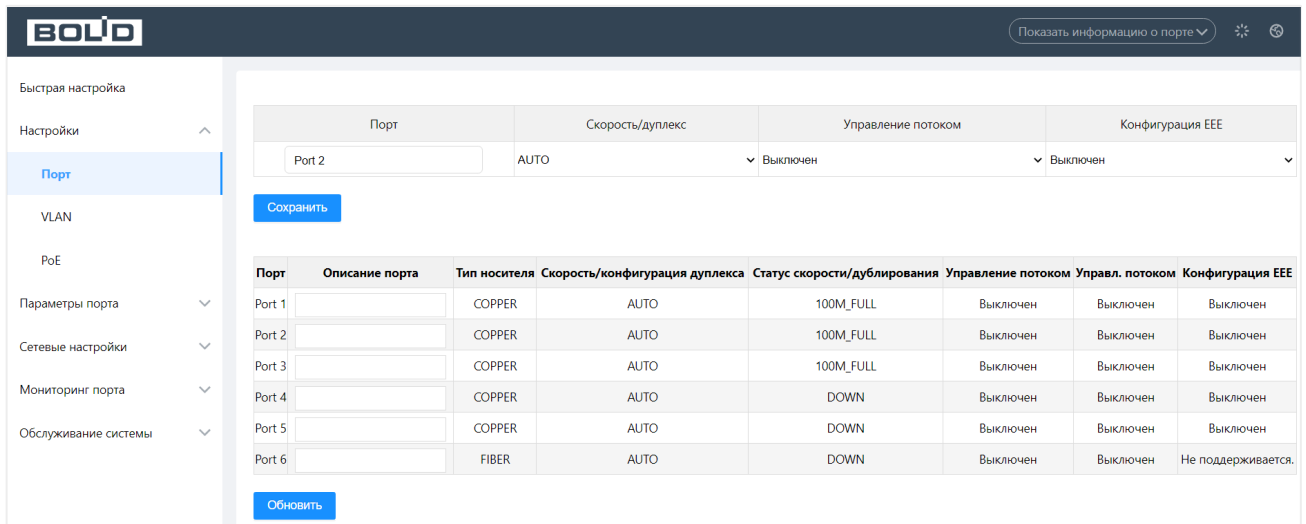 BOLID
Показать информацию о порте
Быстрая настройка
Настройки
Порт
VLAN
PoE
Параметры порта
Сетевые настройки
Мониторинг порта
Обслуживание системы
Порт Скорость/дуплекс Управление потоком Конфигурация EEE
Port 2 AUTO Выключен Выключен
Сохранить
Порт Описание порта Тип носителя Скорость/конфигурация дуплекса Статус скорости/дублирования Управление потоком Управл. потоком Конфигурация EEE
Port 1 COPPER AUTO 100M_FULL Выключен Выключен Выключен
Port 2 COPPER AUTO 100M_FULL Выключен Выключен Выключен
Port 3 COPPER AUTO 100M_FULL Выключен Выключен Выключен
Port 4 COPPER AUTO DOWN Выключен Выключен Выключен
Port 5 COPPER AUTO DOWN Выключен Выключен Выключен
Port 6 FIBER AUTO DOWN Выключен Выключен Не поддерживается.
Обновить